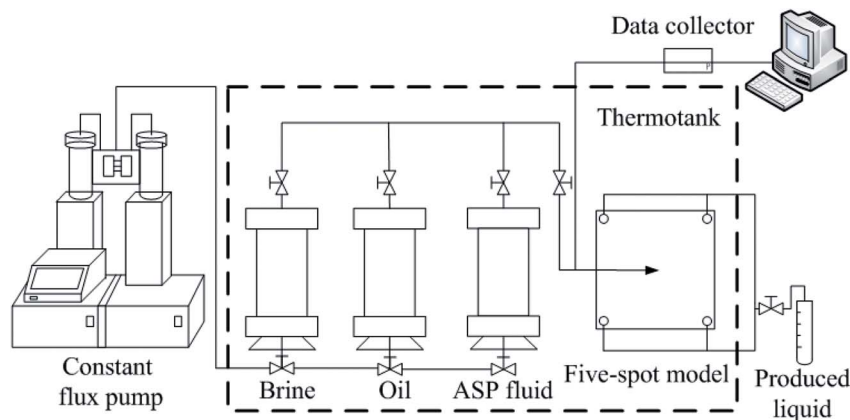 Data collector
P
Thermotank
Constant
flux pump
Brine
Oil
ASP fluid
Five-spot model
Produced
liquid